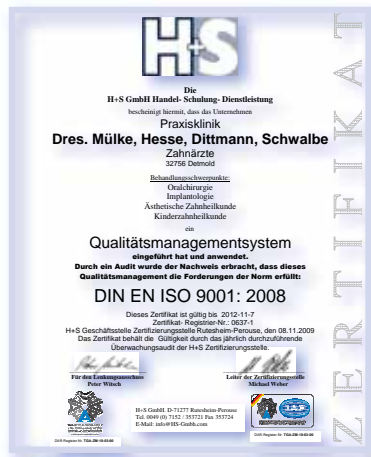 H+S
Die
H+S GmbH Handel- Schulung- Dienstleistung
bescheinigt hiermit, dass das Unternehmen
Praxisklinik
Dres. Mülke, Hesse, Dittmann, Schwalbe
Zahnärzte
32756 Detmold
Behandlungsschwerpunkte:
Oralchirurgie
Implantologie
Ästhetische Zahnheilkunde
Kinderzahnheilkunde
ein
Qualitätsmanagementsystem
eingeführt hat und anwendet.
Durch ein Audit wurde der Nachweis erbracht, dass dieses
Qualitätsmanagement die Forderungen der Norm erfüllt:
DIN EN ISO 9001: 2008
Dieses Zertifikat ist gültig bis 2012-11-7
Zertifikat- Registrier-Nr.: 0637-1
H+S Geschäftsstelle Zertifizierungsstelle Rutesheim-Perouse, den 08.11.2009
Das Zertifikat behält die Gültigkeit durch das jährlich durchzuführende
Überwachungsaudit der H+S Zertifizierungsstelle.
Für den Lenkungsausschuss
Peter Witsch
Leiter der Zertifizierungsstelle
Michael Weber
H+S GmbH. D-71277 Rutesheim-Perouse
Tel. 0049 (0) 7152 / 353721 Fax 353724
E-Mail: info@HS-Gmbh.com
IAF
ZERTIFIKAT